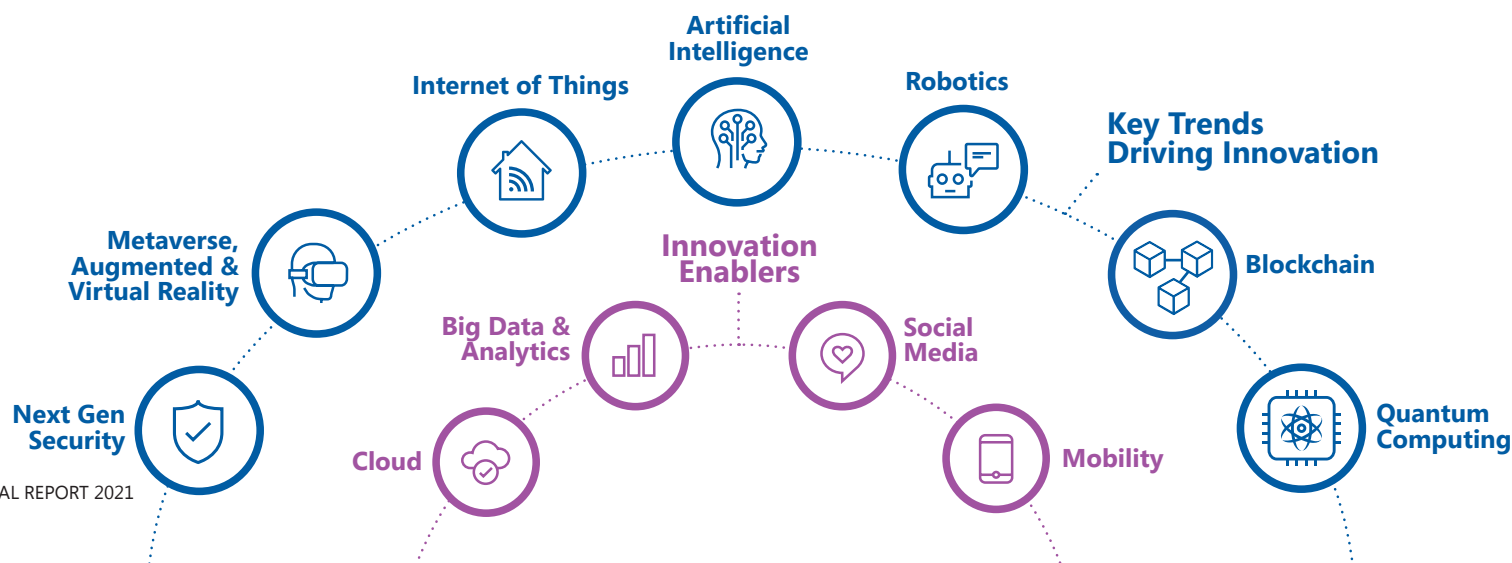 Artificial
Intelligence
Internet of Things
Robotics
Key Trends
Driving Innovation
Metaverse,
Augmented &
Virtual Reality
Innovation
Enablers
Blockchain
Big Data &
Analytics
Social
Media
Next Gen
Security
Quantum
Computing
Cloud
Mobility
AL REPORT 2021